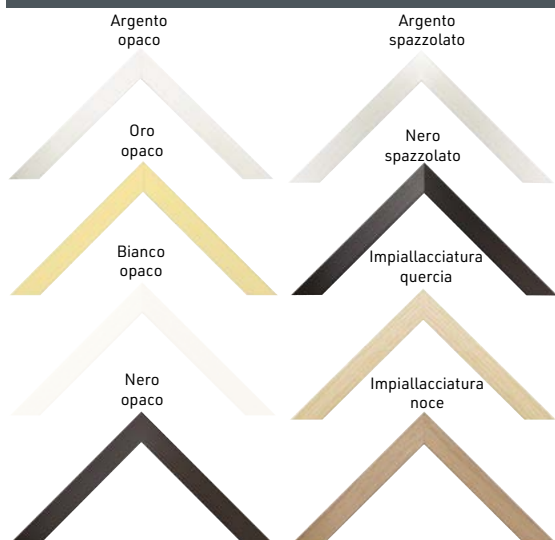 Argento
opaco
Argento
spazzolato
Oro
opaco
Nero
spazzolato
Bianco
opaco
Impiallacciatura
quercia
Nero
opaco
Impiallacciatura
noce